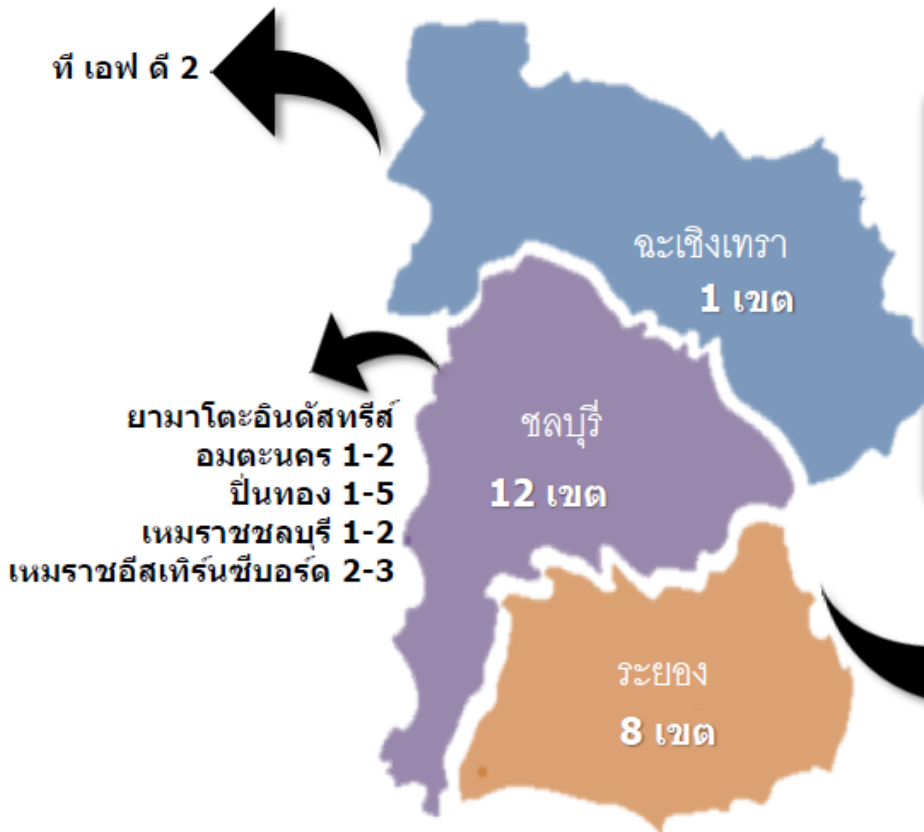 ที เอฟ ดี 2
ฉะเชิงเทรา
1 เขต
ยามาโตะอินดัสทรีส์
อมตะนคร 1-2
ปิ่นทอง 1-5
เหมราชชลบุรี 1-2
เหมราชอีสเทิร์นซีบอร์ด 2-3
ชลบุรี
12 เขต
ระยอง
8 เขต